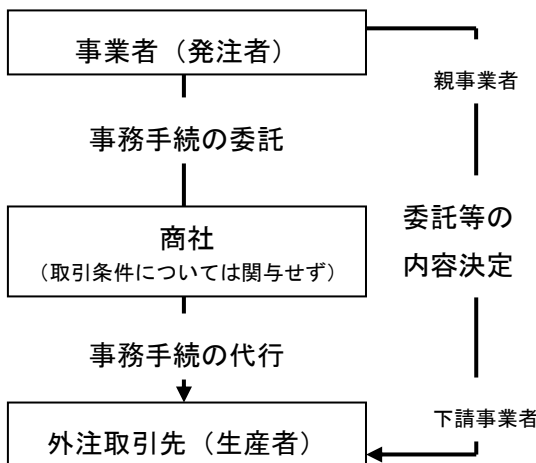 事業者（発注者）
親事業者
事務手続の委託
商社
（取引条件については関与せず）
委託等の
内容決定
事務手続の代行
下請事業者
外注取引先（生産者）